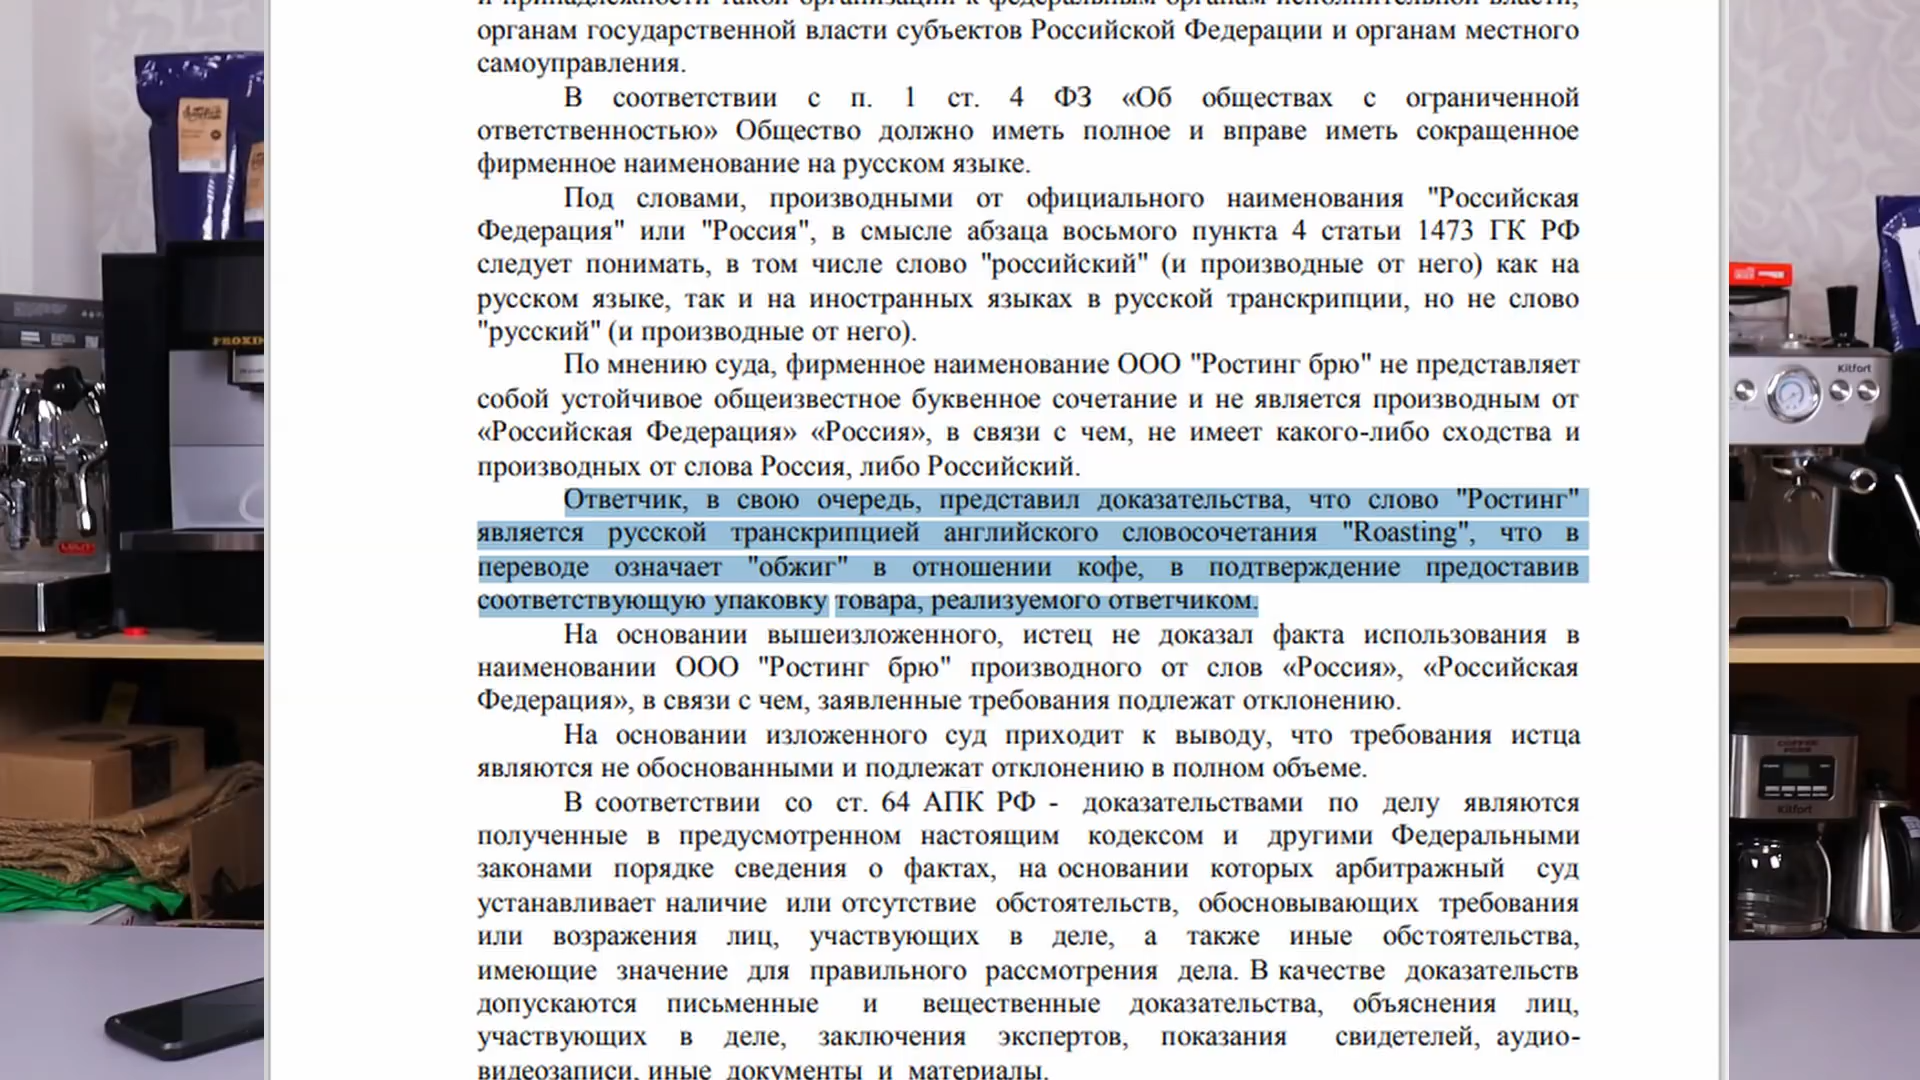 и принадлежности такой организации к федеральным органам исполнительной власти,
органам государственной власти субъектов Российской Федерации и органам местного
самоуправления.
В соответствии с п. 1 ст. 4 ФЗ «Об обществах с ограниченной
ответственностью» Общество должно иметь полное и вправе иметь сокращенное
фирменное наименование на русском языке.
Под словами, производными от официального наименования "Российская
Федерация" или "Россия", в смысле абзаца восьмого пункта 4 статьи 1473 ГК РФ
следует понимать, в том числе слово "российский" (и производные от него) как на
русском языке, так и на иностранных языках в русской транскрипции, но не слово
"русский" (и производные от него).
По мнению суда, фирменное наименование ООО "Ростинг брю" не представляет
собой устойчивое общеизвестное буквенное сочетание и не является производным от
«Российская Федерация» «Россия», в связи с чем, не имеет какого-либо сходства и
производных от слова Россия, либо Российский.
Ответчик, в свою очередь, представил доказательства, что слово "Ростинг"
является русской транскрипцией английского словосочетания "Roasting", что в
переводе означает "обжиг" в отношении кофе, в подтверждение предоставив
соответствующую упаковку товара, реализуемого ответчиком.
На основании вышеизложенного, истец не доказал факта использования в
наименовании ООО "Ростинг брю" производного от слов «Россия», «Российская
Федерация», в связи с чем, заявленные требования подлежат отклонению.
На основании изложенного суд приходит к выводу, что требования истца
являются не обоснованными и подлежат отклонению в полном объеме.
В соответствии со ст. 64 АПК РФ - доказательствами по делу являются
полученные в предусмотренном настоящим кодексом и другими Федеральными
законами порядке сведения о фактах, на основании которых арбитражный суд
устанавливает наличие или отсутствие обстоятельств, обосновывающих требования
или возражения лиц, участвующих в деле, а также иные обстоятельства,
имеющие значение для правильного рассмотрения дела. В качестве доказательств
допускаются письменные и вещественные доказательства, объяснения лиц,
участвующих в деле, заключения экспертов, показания свидетелей, аудио-
видеозаписи, иные документы и материалы.
PROXI
Kitfort
Kitfort